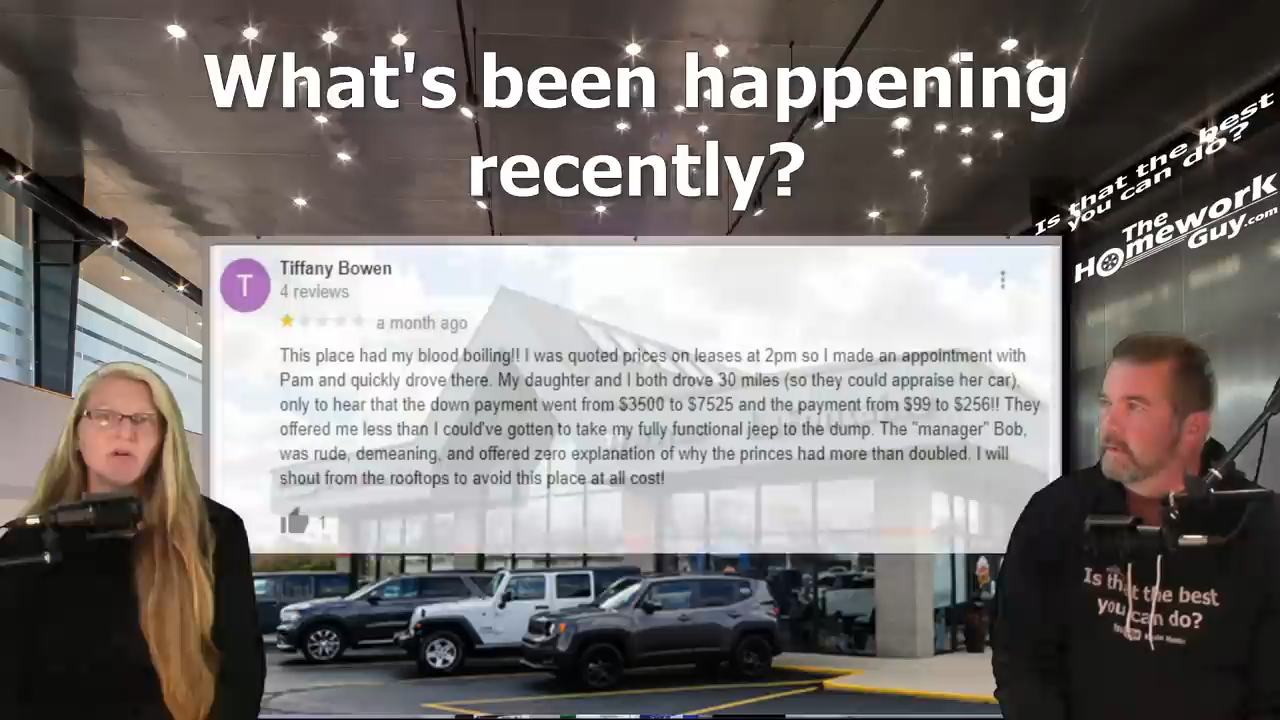 What's been happening
recently?
Is that the best
you can do?
The
Homework
Guy.com
T
Tiffany Bowen
4 reviews
a month ago
This place had my blood boiling!! I was quoted prices on leases at 2pm so I made an appointment with
Pam and quickly drove there. My daughter and I both drove 30 miles (so they could appraise her car),
only to hear that the down payment went from $3500 to $7525 and the payment from $99 to $256!! They
offered me less than I could've gotten to take my fully functional jeep to the dump. The "manager" Bob,
was rude, demeaning, and offered zero explanation of why the princes had more than doubled. I will
shout from the rooftops to avoid this place at all cost!
1
Is that the best
you can do?